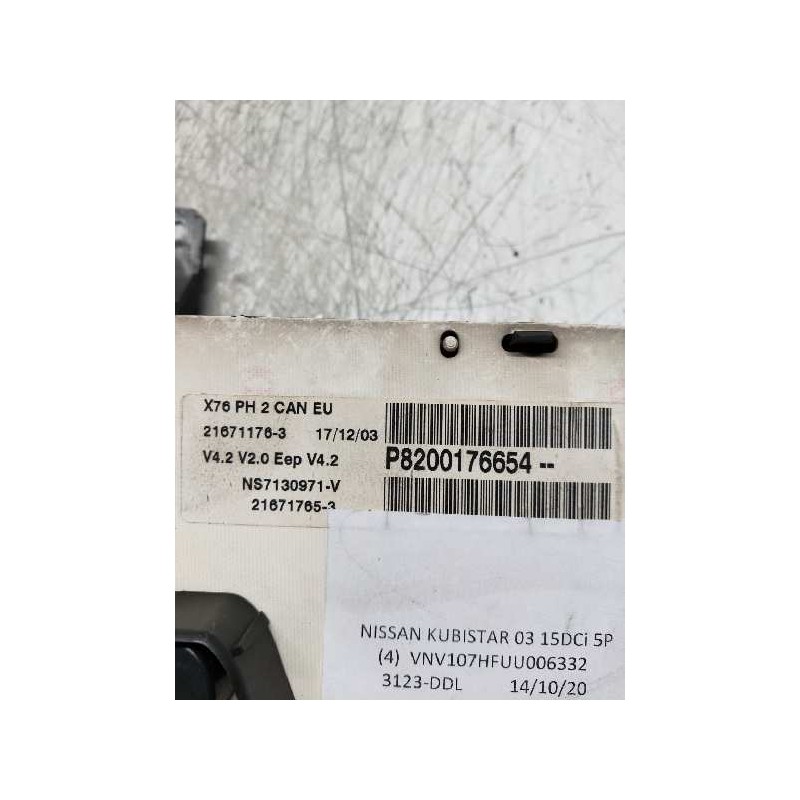 X76 PH 2 CAN EU
21671176-3 17/12/03
V4.2 V2.0 Eep V4.2
P8200176654 --
NS7130971-V
21671765-3
NISSAN KUBISTAR 03 15DCi 5P
(4) VNV107HFUU006332
3123-DDL 14/10/20